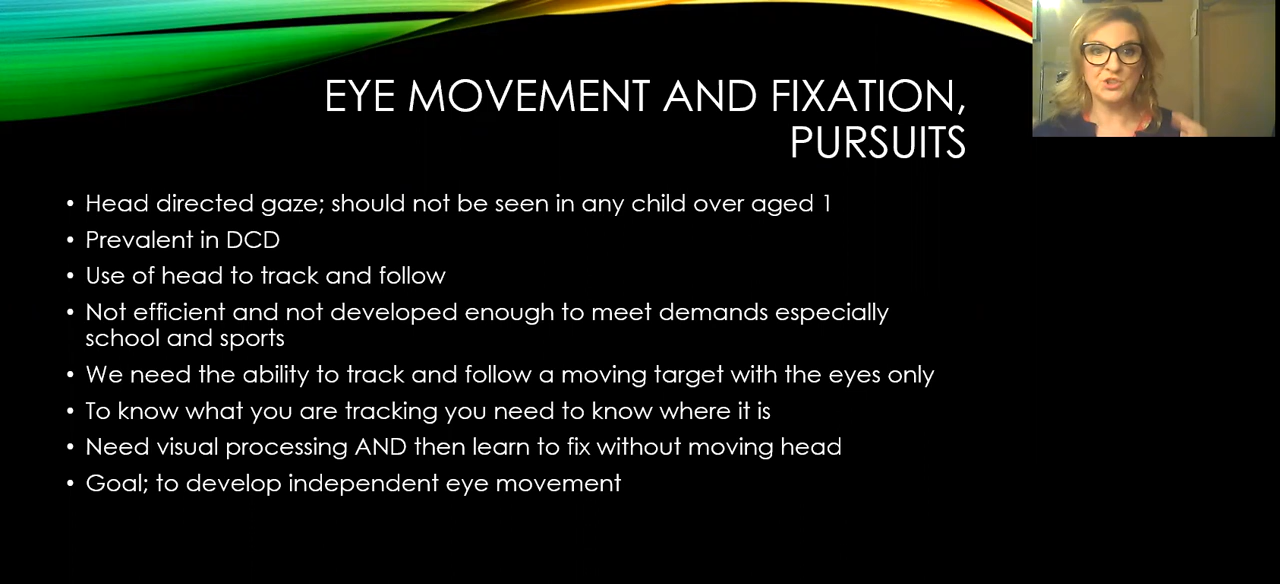 EYE MOVEMENT AND FIXATION,
PURSUITS
• Head directed gaze; should not be seen in any child over aged 1
• Prevalent in DCD
• Use of head to track and follow
• Not efficient and not developed enough to meet demands especially
school and sports
• We need the ability to track and follow a moving target with the eyes only
• To know what you are tracking you need to know where it is
• Need visual processing AND then learn to fix without moving head
• Goal; to develop independent eye movement